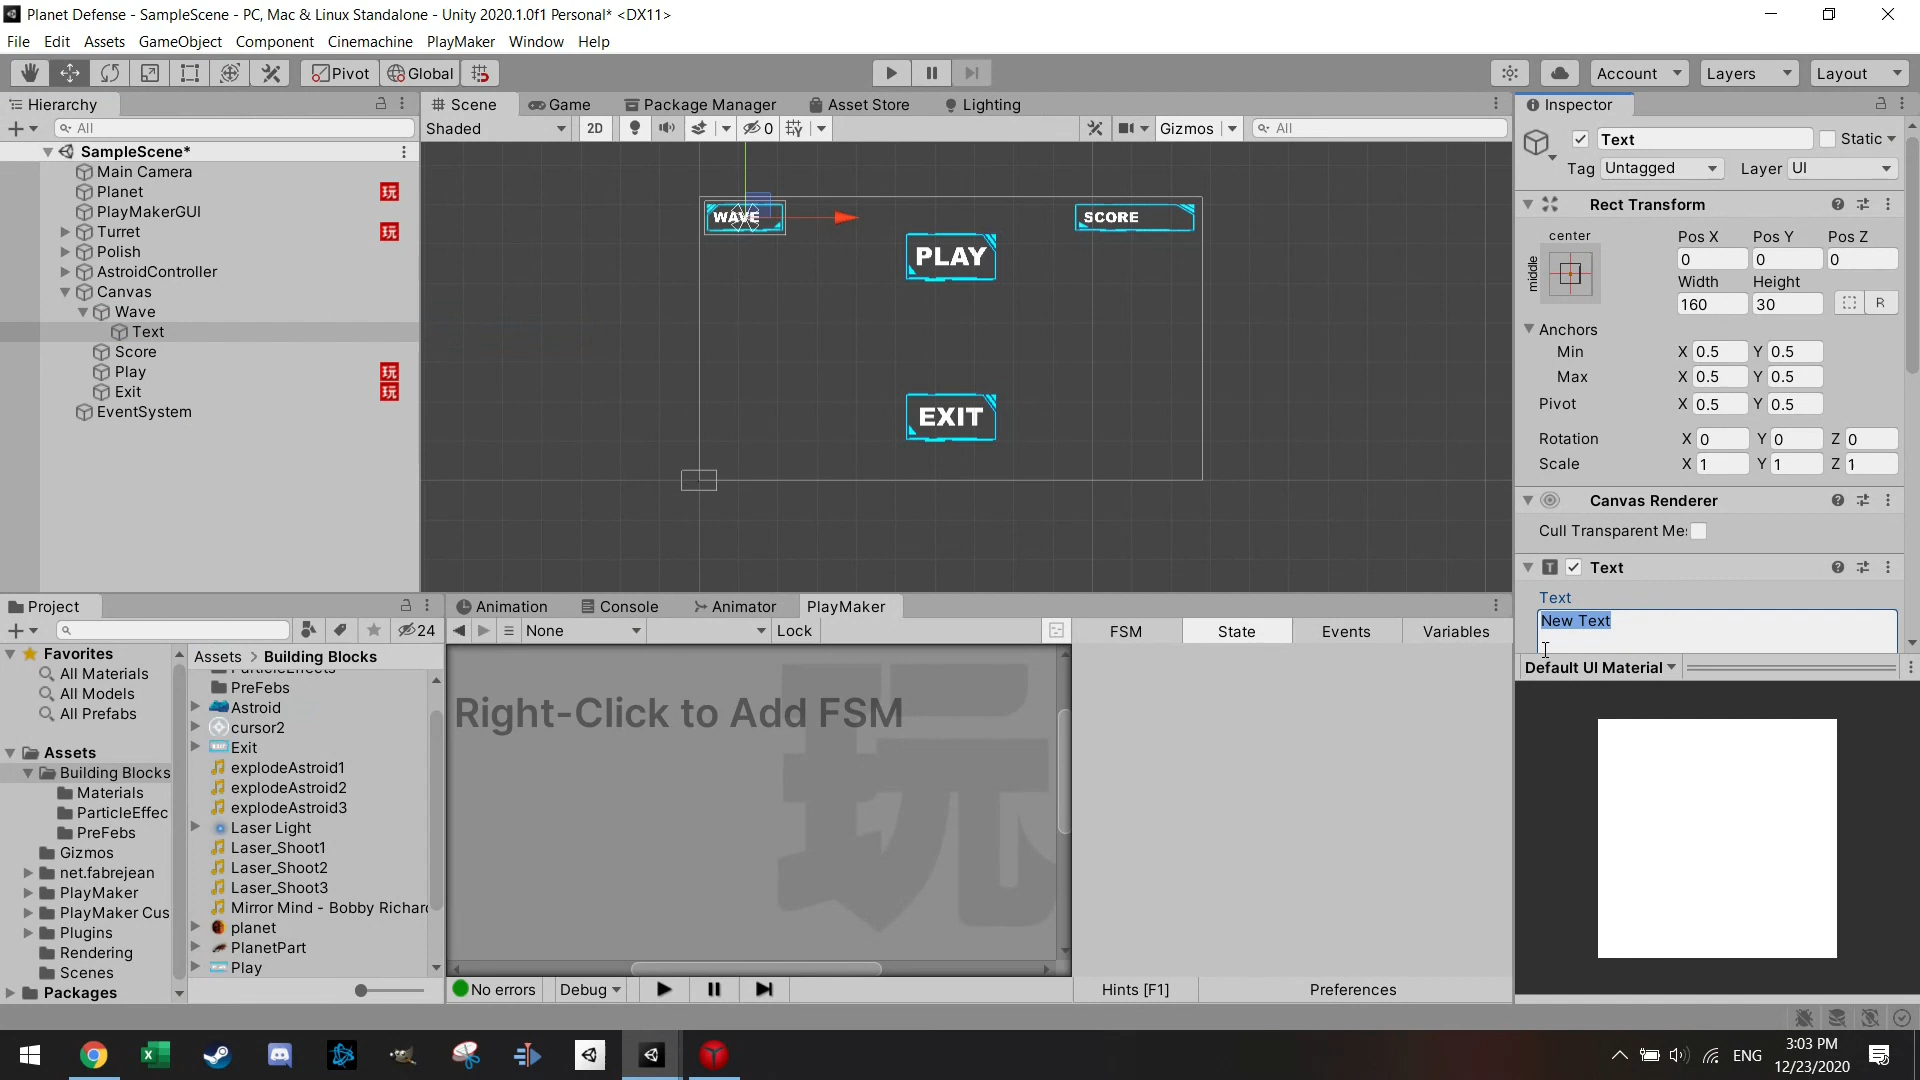 Planet Defense - SampleScene - PC, Mac & Linux Standalone - Unity 2020.1.0f1 Personal* <DX11>
File Edit Assets GameObject Component Cinemachine PlayMaker Window Help
Pivot Global Account Layers Layout
Hierarchy
All
SampleScene*
Main Camera
Planet 玩
PlayMakerGUI
Turret 玩
Polish
AstroidController
Canvas
Wave
Text
Score
Play 玩
Exit 玩
EventSystem
Scene Game Package Manager Asset Store Lighting
Shaded 2D 0 Gizmos All
WAVE
SCORE
PLAY
EXIT
Inspector
Text Static
Tag Untagged Layer UI
Rect Transform
center
middle
Pos X Pos Y Pos Z
0 0 0
Width Height
160 30 R
Anchors
Min X 0.5 Y 0.5
Max X 0.5 Y 0.5
Pivot X 0.5 Y 0.5
Rotation X 0 Y 0 Z 0
Scale X 1 Y 1 Z 1
Canvas Renderer
Cull Transparent Me:
Text
Text
New Text
Default UI Material
Project
24
Favorites
All Materials
All Models
All Prefabs
Assets
Building Blocks
Materials
ParticleEffec
PreFebs
Gizmos
net.fabrejean
PlayMaker
PlayMaker Cus
Plugins
Rendering
Scenes
Packages
Assets > Building Blocks
ParticleEffects
PreFebs
Astroid
cursor2
Exit
explodeAstroid1
explodeAstroid2
explodeAstroid3
Laser Light
Laser_Shoot1
Laser_Shoot2
Laser_Shoot3
Mirror Mind - Bobby Richard
planet
PlanetPart
Play
Animation Console Animator PlayMaker
None Lock
FSM State Events Variables
Right-Click to Add FSM
玩
No errors Debug
Hints [F1] Preferences
ENG
3:03 PM
12/23/2020